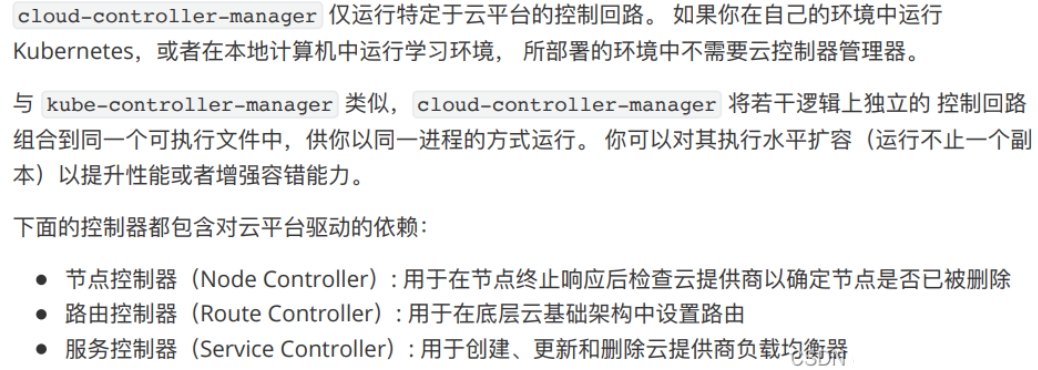 cloud-controller-manager 仅运行特定于云平台的控制回路。 如果你在自己的环境中运行
Kubernetes，或者在本地计算机中运行学习环境， 所部署的环境中不需要云控制器管理器。
与 kube-controller-manager 类似，cloud-controller-manager 将若干逻辑上独立的 控制回路
组合到同一个可执行文件中，供你以同一进程的方式运行。 你可以对其执行水平扩容（运行不止一个副
本）以提升性能或者增强容错能力。
下面的控制器都包含对云平台驱动的依赖：
● 节点控制器（Node Controller）: 用于在节点终止响应后检查云提供商以确定节点是否已被删除
● 路由控制器（Route Controller）: 用于在底层云基础架构中设置路由
● 服务控制器（Service Controller）: 用于创建、更新和删除云提供商负载均衡器
CSDN